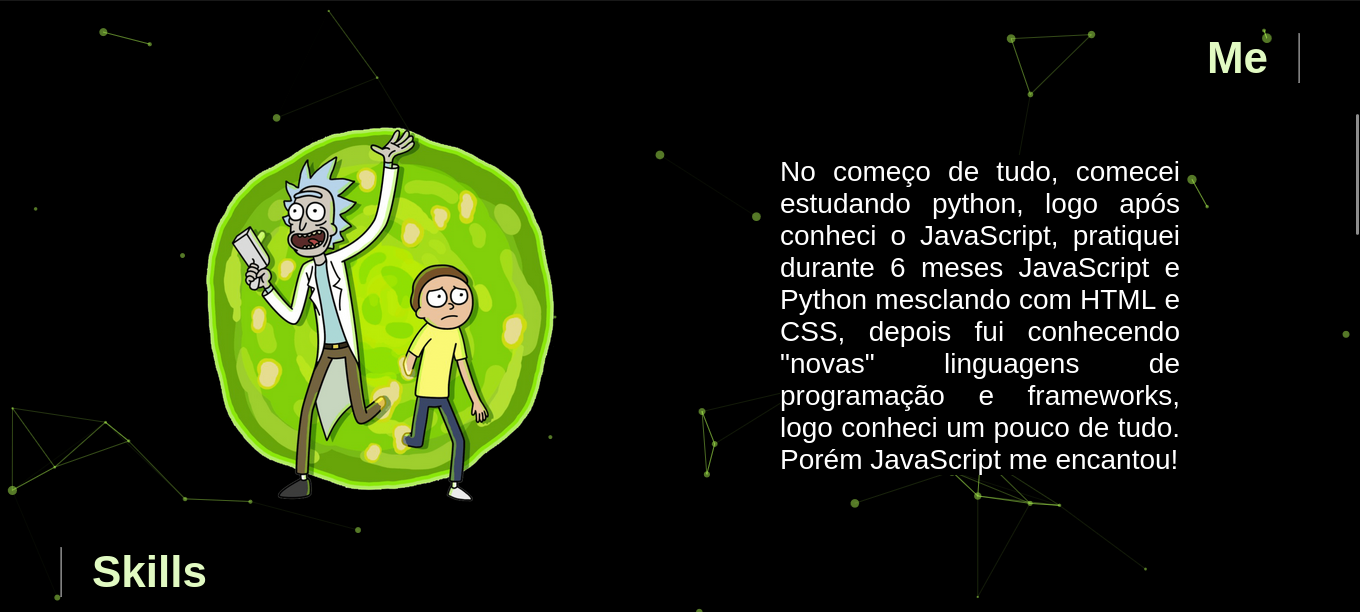 Me
No começo de tudo, comecei
estudando python, logo após
conheci o JavaScript, pratiquei
durante 6 meses JavaScript e
Python mesclando com HTML e
CSS, depois fui conhecendo
"novas" linguagens de
programação e frameworks,
logo conheci um pouco de tudo.
Porém JavaScript me encantou!
Skills